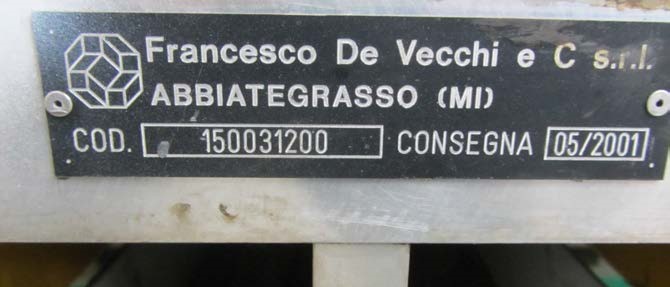 Francesco De Vecchi e C s.r.l.
ABBIATEGRASSO (MI)
COD. 150031200 CONSEGNA 05/2001